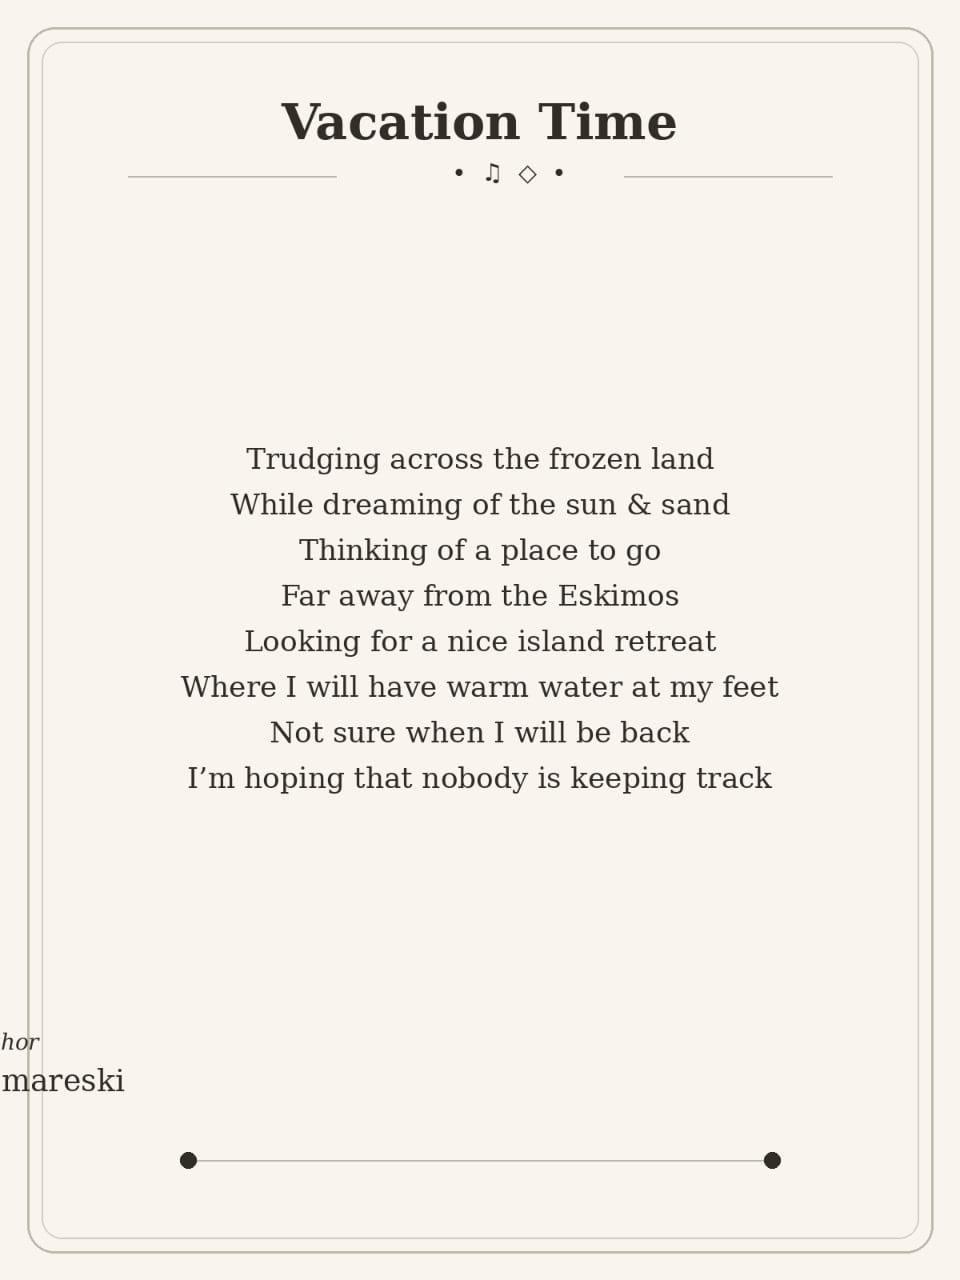 Vacation Time
Trudging across the frozen land
While dreaming of the sun & sand
Thinking of a place to go
Far away from the Eskimos
Looking for a nice island retreat
Where I will have warm water at my feet
Not sure when I will be back
I’m hoping that nobody is keeping track